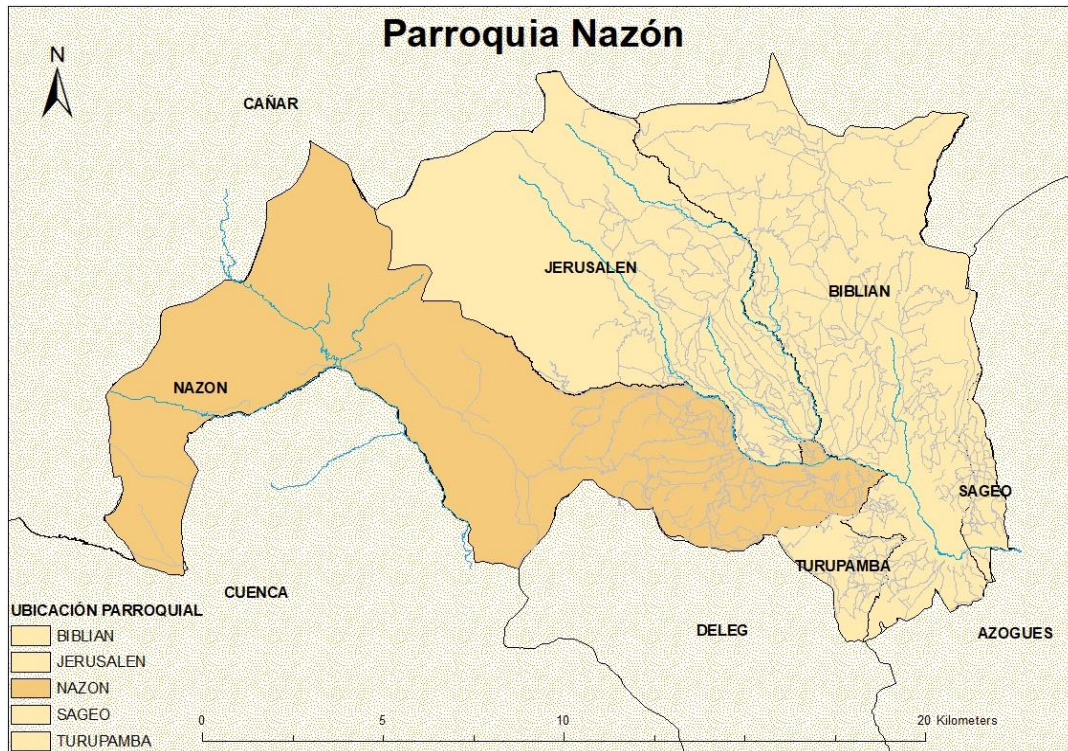 Parroquia Nazón
N
CAÑAR
JERUSALEN
BIBLIAN
NAZON
SAGEO
TURUPAMBA
CUENCA
DELEG
AZOGUES
UBICACIÓN PARROQUIAL
BIBLIAN
JERUSALEN
NAZON
SAGEO
TURUPAMBA
0 5 10 20 Kilometers